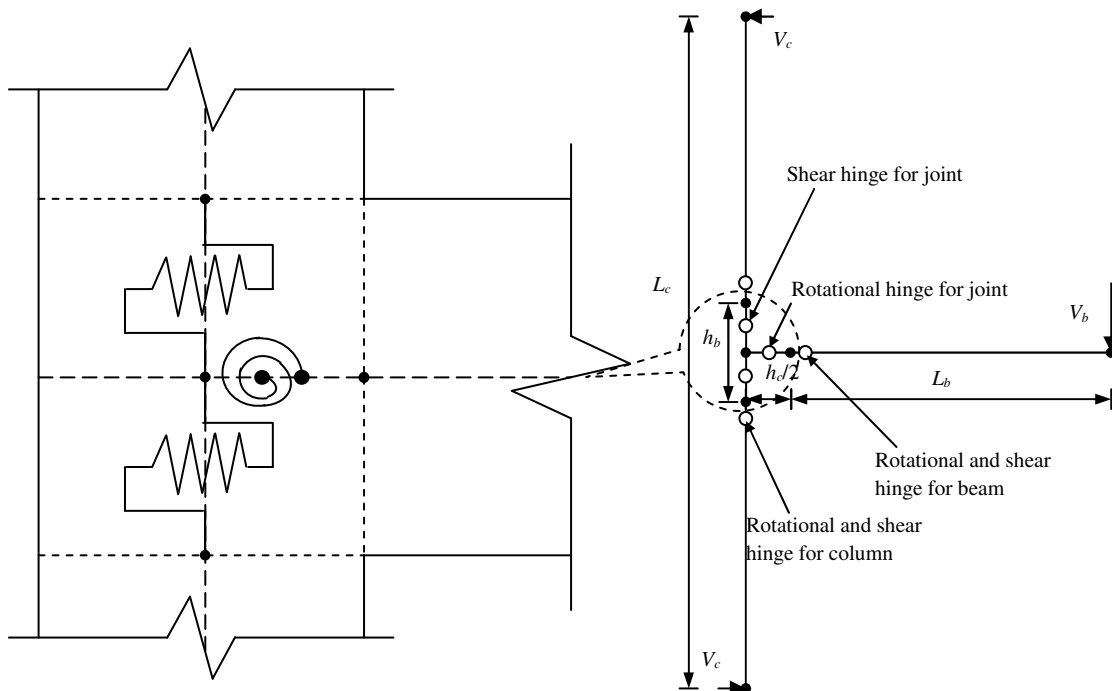 V_c
Shear hinge for joint
L_c
Rotational hinge for joint
V_b
h_b
h_c/2
L_b
Rotational and shear
hinge for beam
Rotational and shear
hinge for column
V_c